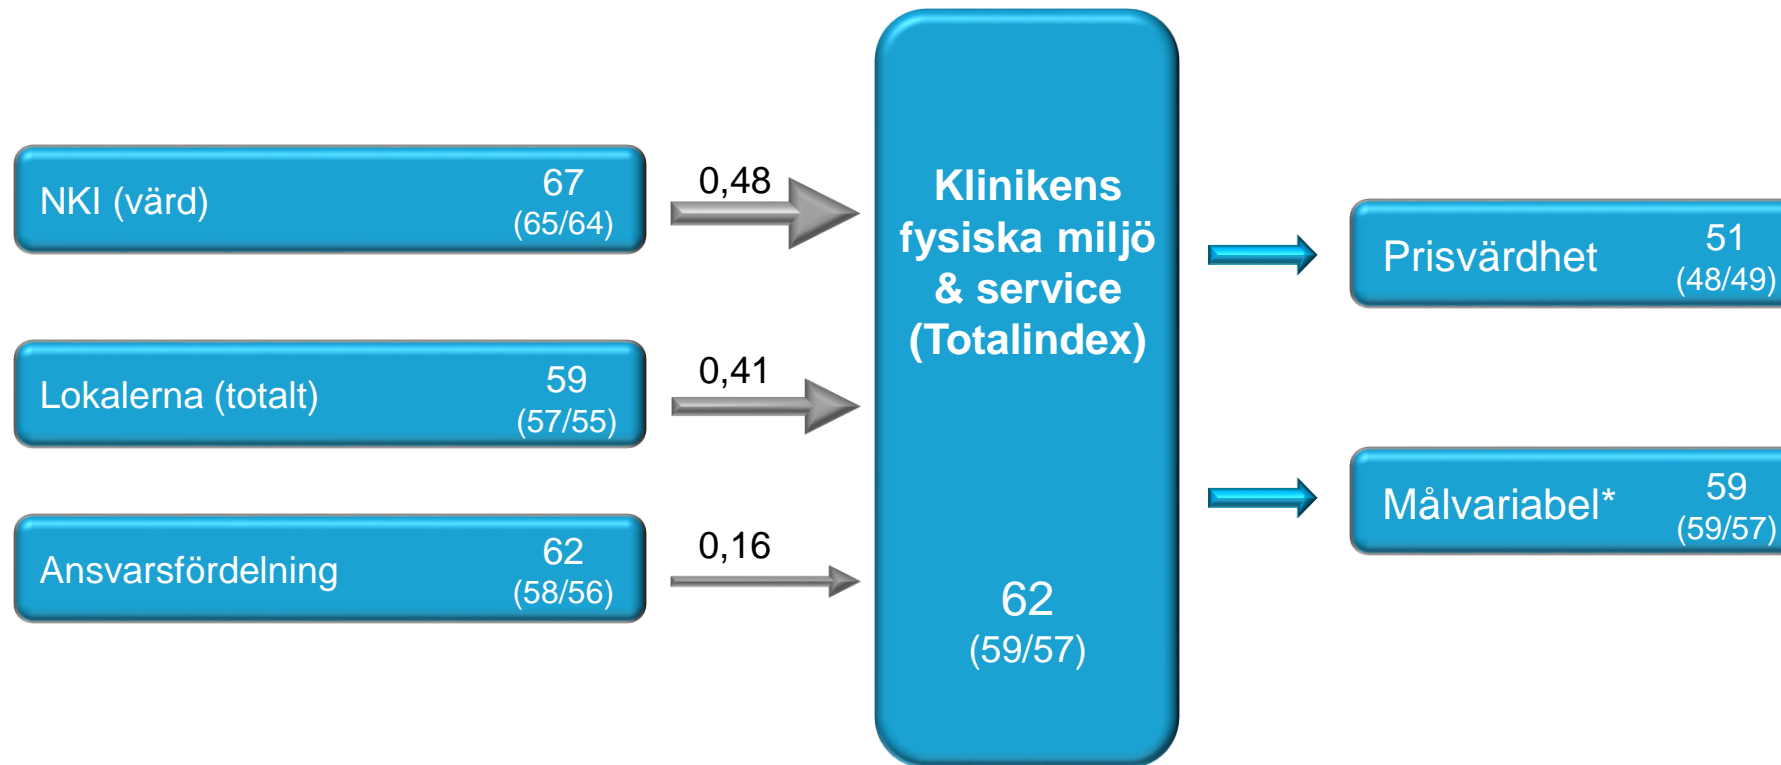 NKI (värd)
67
(65/64)
0,48
Lokalerna (totalt)
59
(57/55)
0,41
Ansvarsfördelning
62
(58/56)
0,16
Klinikens
fysiska miljö
& service
(Totalindex)
62
(59/57)
Prisvärdhet
51
(48/49)
Målvariabel*
59
(59/57)